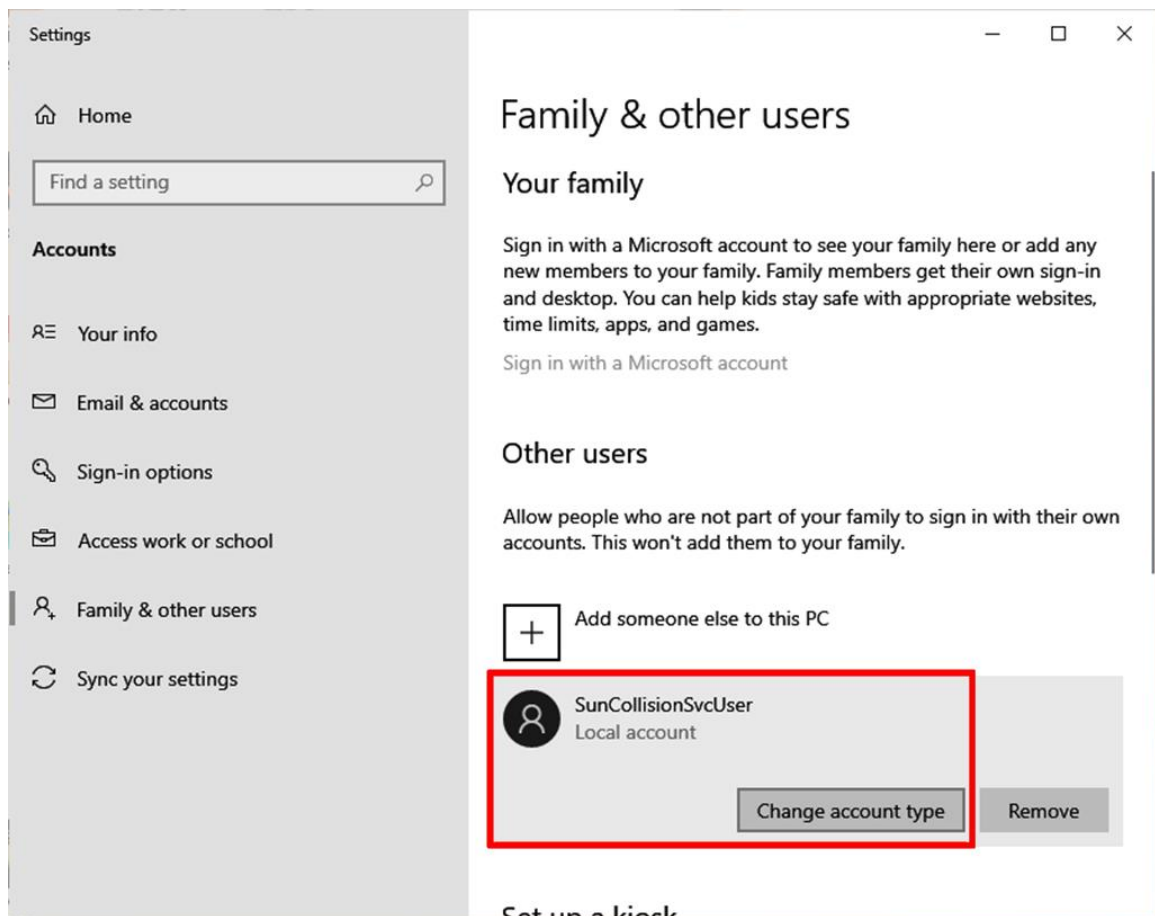 Settings
Home
Find a setting
Accounts
Your info
Email & accounts
Sign-in options
Access work or school
Family & other users
Sync your settings
Family & other users
Your family
Sign in with a Microsoft account to see your family here or add any
new members to your family. Family members get their own sign-in
and desktop. You can help kids stay safe with appropriate websites,
time limits, apps, and games.
Sign in with a Microsoft account
Other users
Allow people who are not part of your family to sign in with their own
accounts. This won't add them to your family.
Add someone else to this PC
SunCollisionSvcUser
Local account
Change account type
Remove
Set up a kiosk